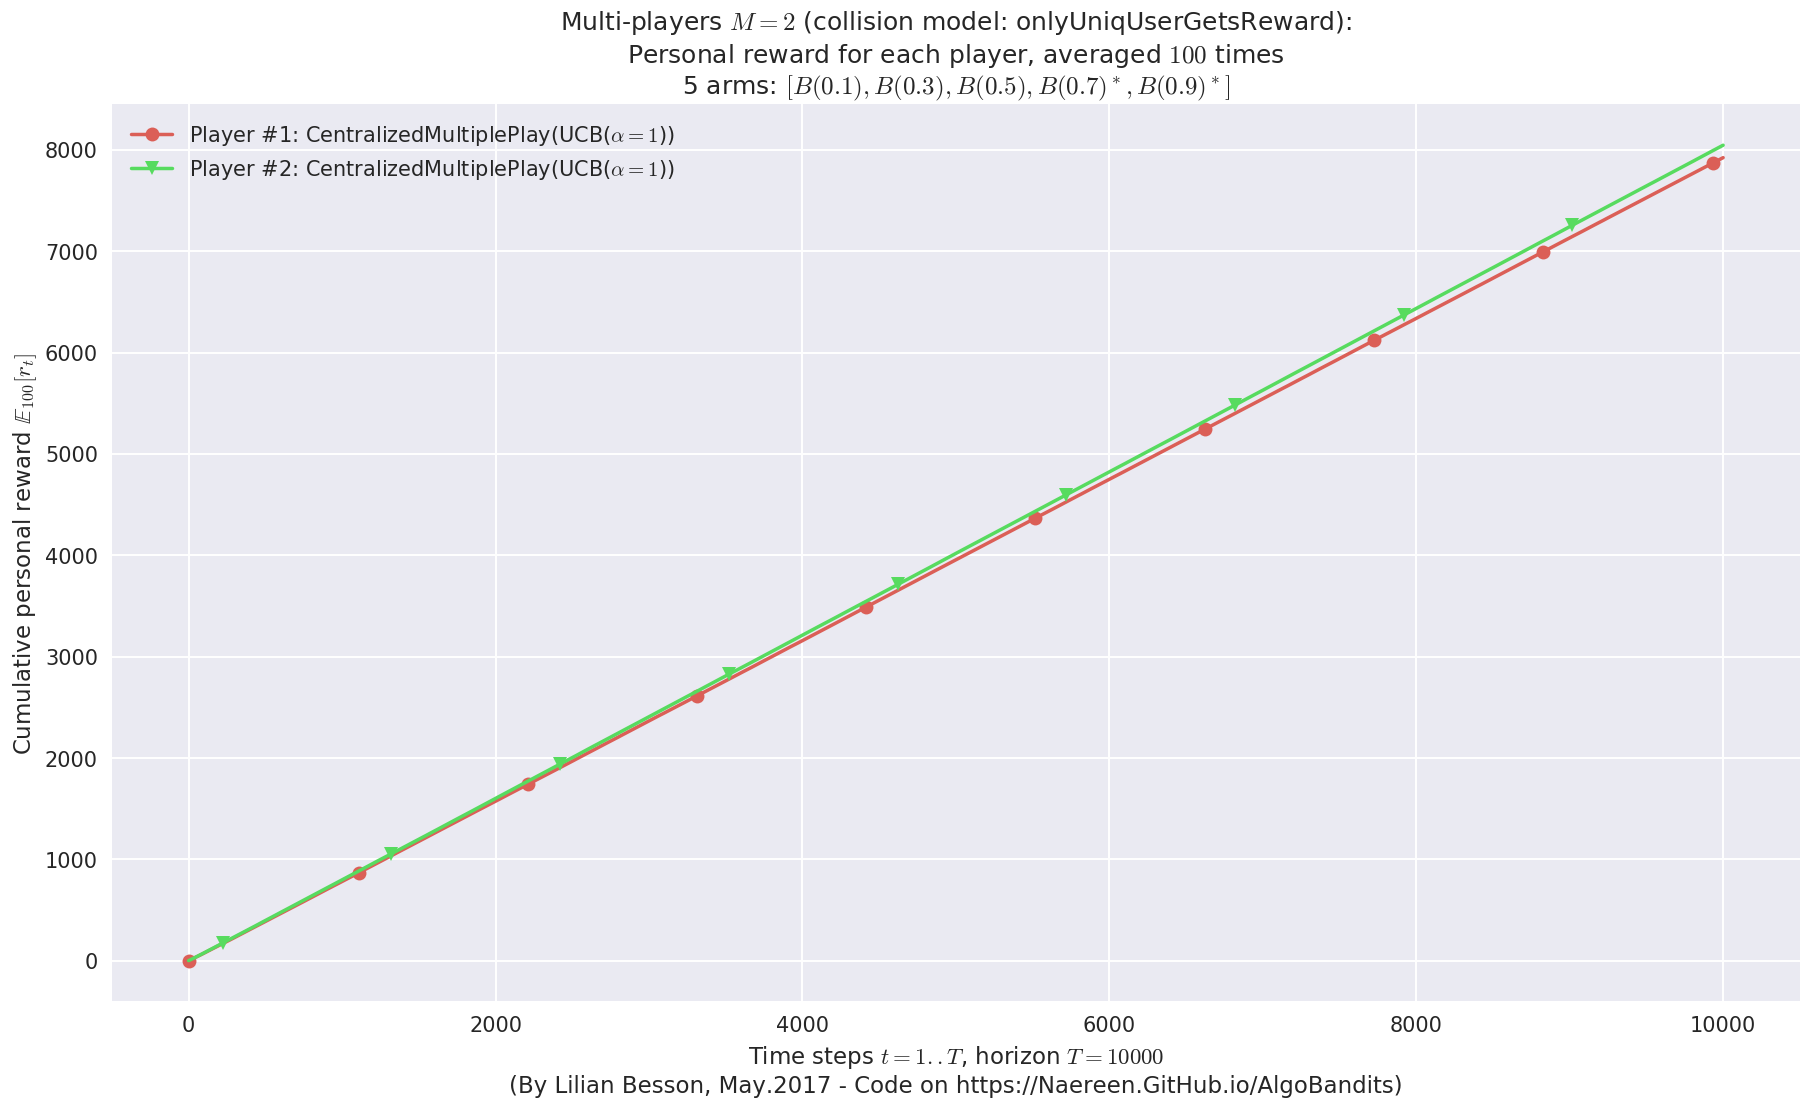 Multi-players M = 2 (collision model: onlyUniqUserGetsReward):
Personal reward for each player, averaged 100 times
5 arms: [B(0.1), B(0.3), B(0.5), B(0.7)*, B(0.9)*]
Player #1: CentralizedMultiplePlay(UCB(α = 1))
Player #2: CentralizedMultiplePlay(UCB(α = 1))
8000
7000
6000
5000
4000
3000
2000
1000
0
Cumulative personal reward 𝔼₁₀₀[rₜ]
0 2000 4000 6000 8000 10000
Time steps t = 1..T, horizon T = 10000
(By Lilian Besson, May.2017 - Code on https://Naereen.GitHub.io/AlgoBandits)